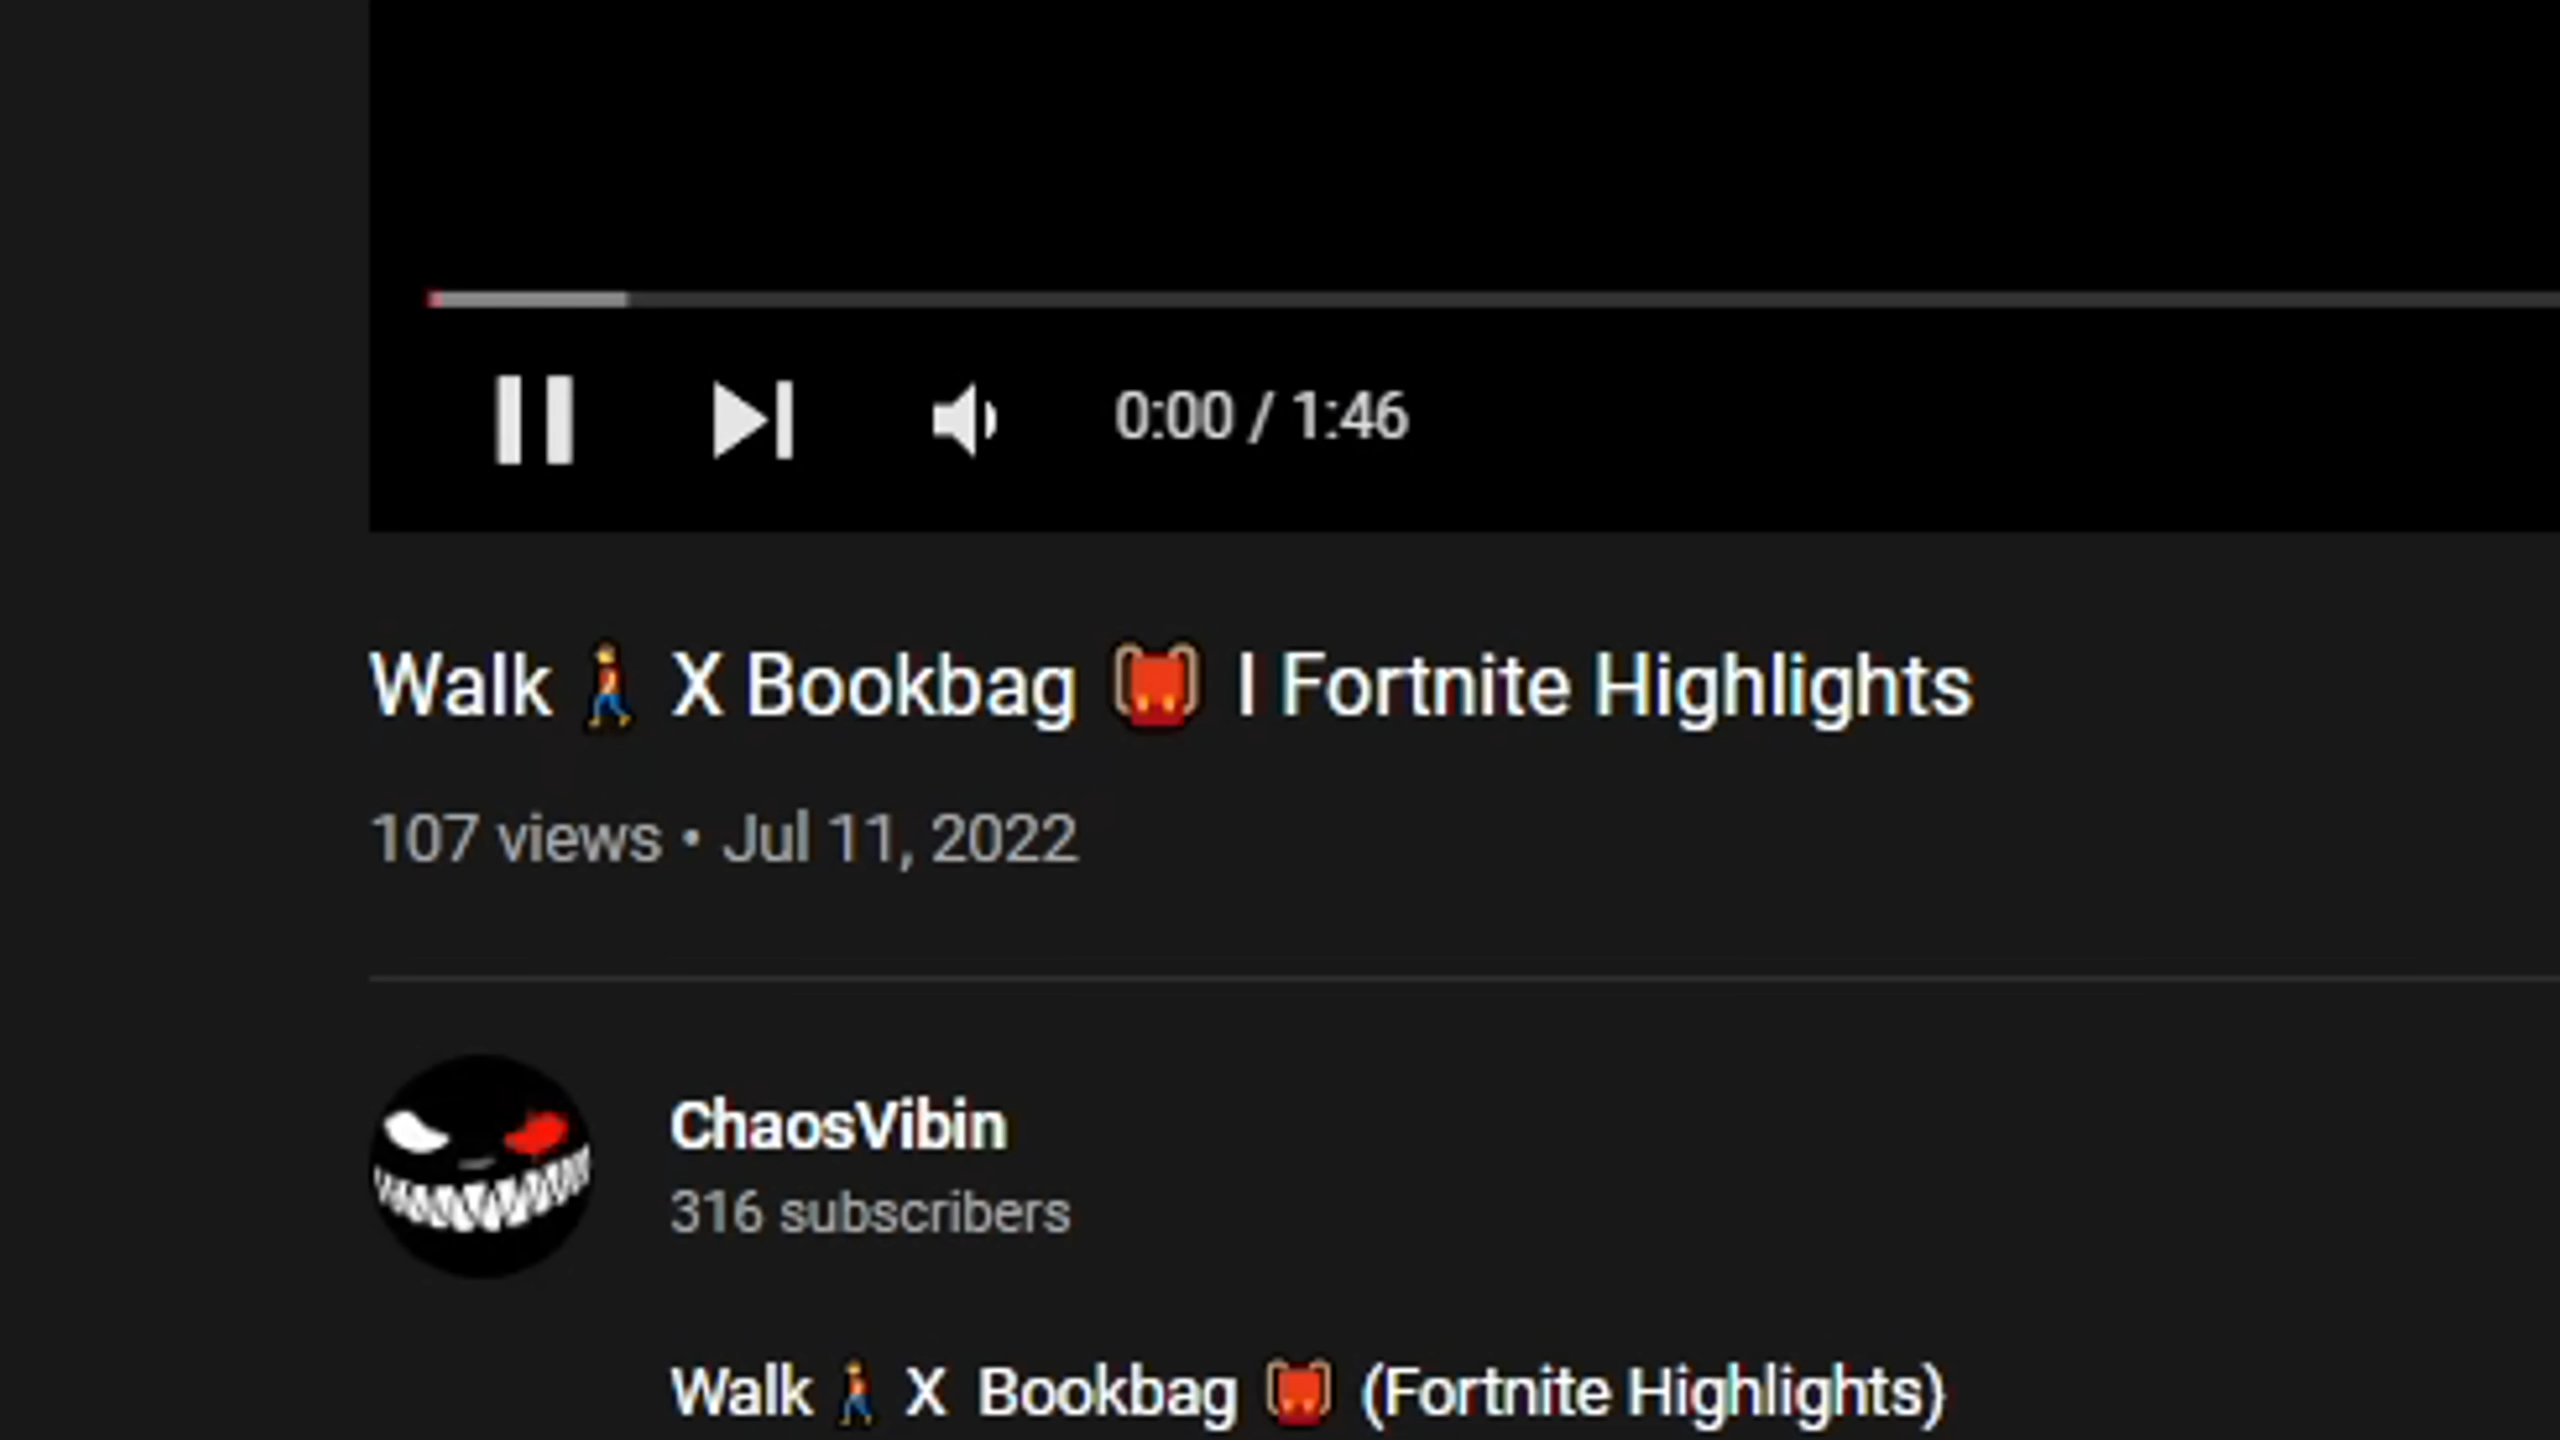 0:00 / 1:46
Walk🚶 X Bookbag 🎒 I Fortnite Highlights
107 views • Jul 11, 2022
ChaosVibin
316 subscribers
Walk🚶 X Bookbag 🎒 (Fortnite Highlights)